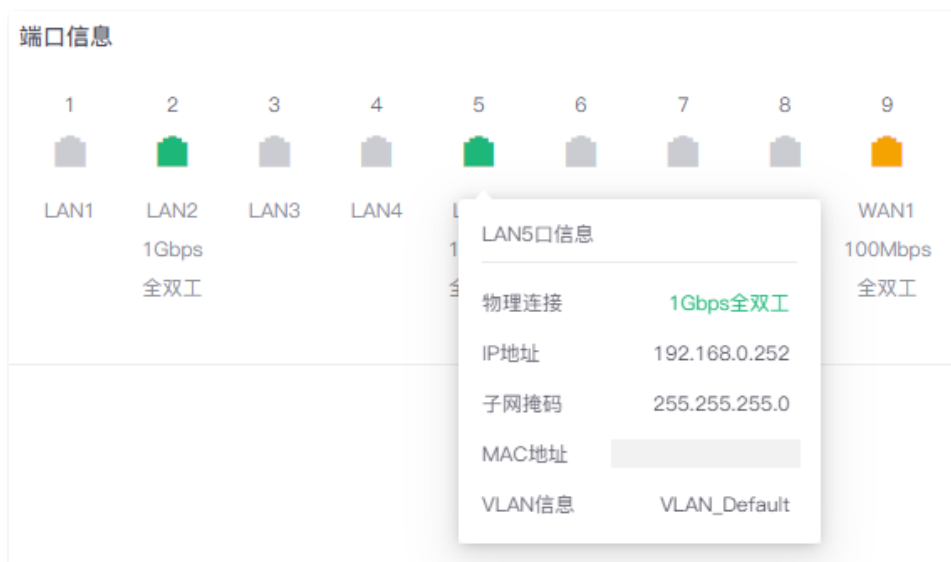 端口信息
1 2 3 4 5 6 7 8 9
LAN1 LAN2 LAN3 LAN4 WAN1
1Gbps 100Mbps
全双工 全双工
LAN5口信息
物理连接 1Gbps全双工
IP地址 192.168.0.252
子网掩码 255.255.255.0
MAC地址
VLAN信息 VLAN_Default